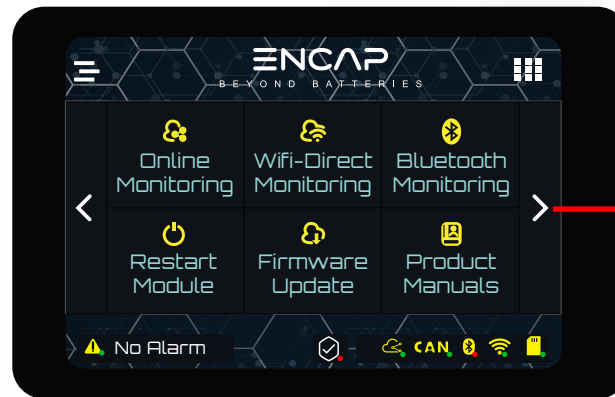 ENCAP
BEYOND BATTERIES
Online
Monitoring
Wifi-Direct
Monitoring
Bluetooth
Monitoring
Restart
Module
Firmware
Update
Product
Manuals
No Alarm
CAN